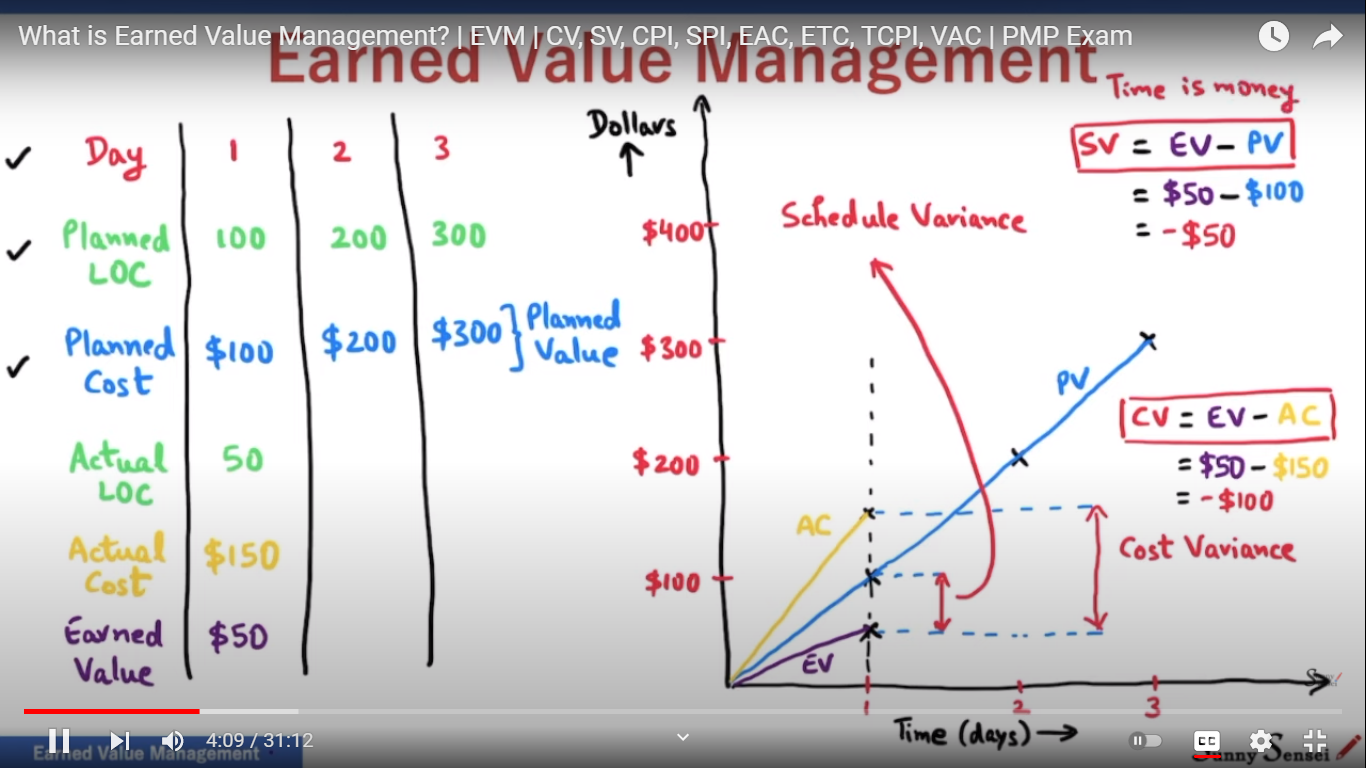 What is Earned Value Management? | EVM | CV, SV, CPI, SPI, EAC, ETC, TCPI, VAC | PMP Exam
Earned Value Management
Time is money
Day 1 2 3
Planned LOC 100 200 300
Planned Cost $100 $200 $300 Planned Value
Actual LOC 50
Actual Cost $150
Earned Value $50
Dollars
$400
$300
$200
$100
Schedule Variance
SV = EV - PV
= $50 - $100
= -$50
PV
CV = EV - AC
= $50 - $150
= -$100
AC
Cost Variance
EV
1 2 3
Time (days)
4:09 / 31:12
CC
Earned Value Management
Sunny Sensei